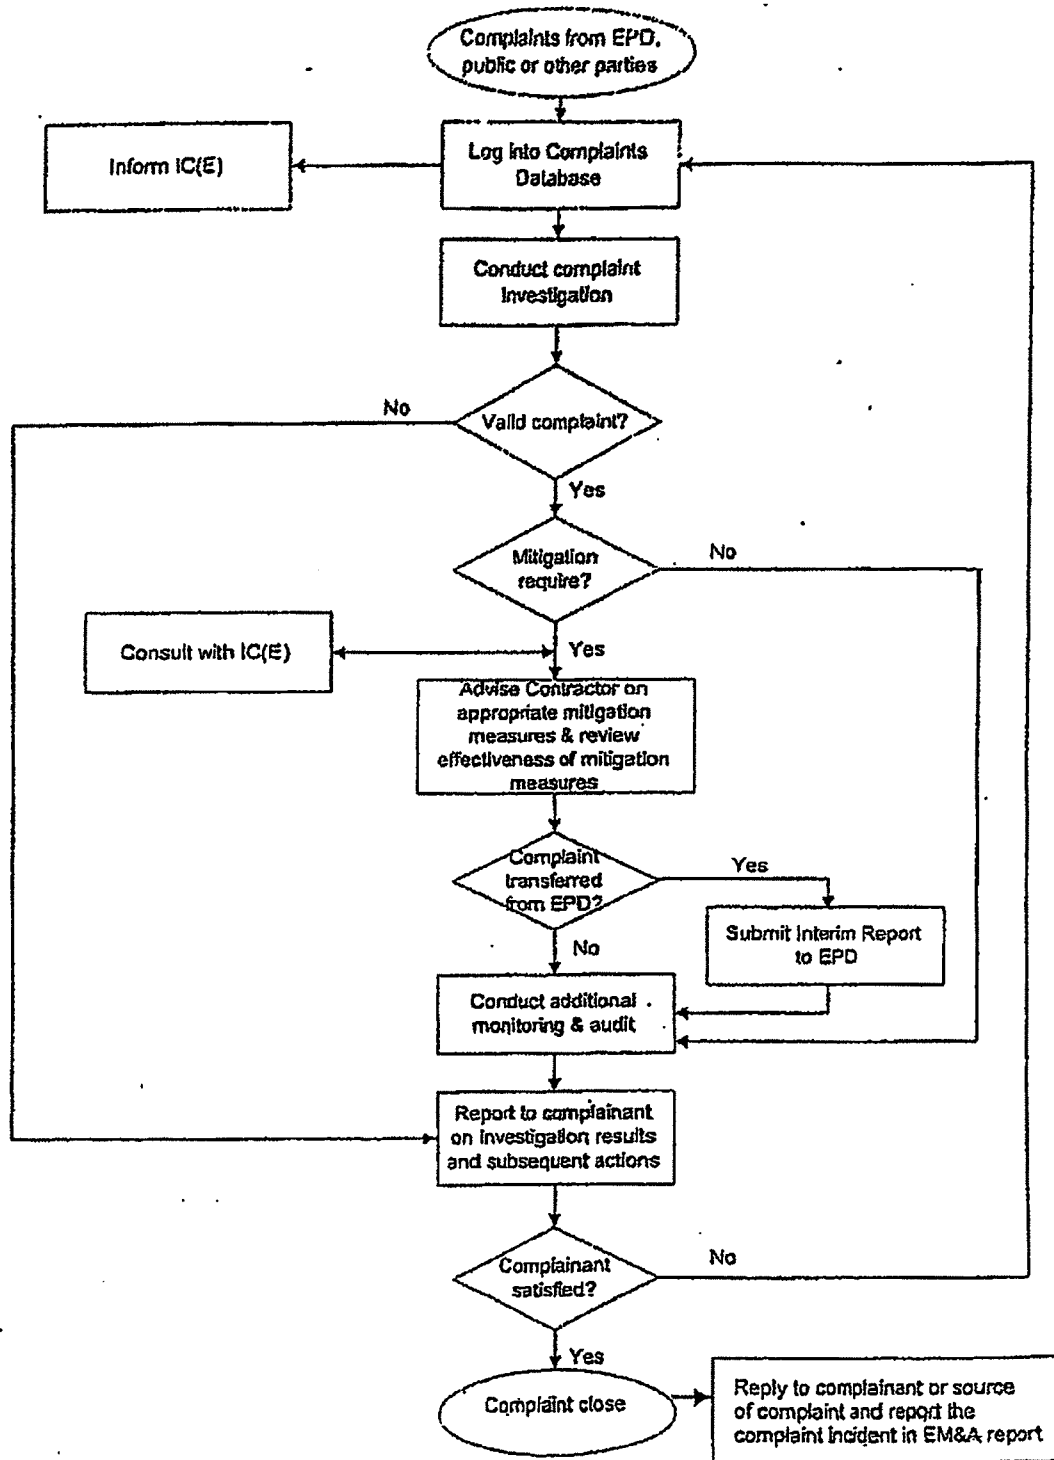 Complaints from EPD,
public or other parties
Inform IC(E)
Log into Complaints
Database
Conduct complaint
Investigation
No
Valid complaint?
Yes
Mitigation
require?
No
Consult with IC(E)
Yes
Advise Contractor on
appropriate mitigation
measures & review
effectiveness of mitigation
measures
Complaint
transferred
from EPD?
Yes
Submit Interim Report
to EPD
No
Conduct additional
monitoring & audit
Report to complainant
on investigation results
and subsequent actions
Complainant
satisfied?
No
Yes
Complaint close
Reply to complainant or source
of complaint and report the
complaint incident in EM&A report